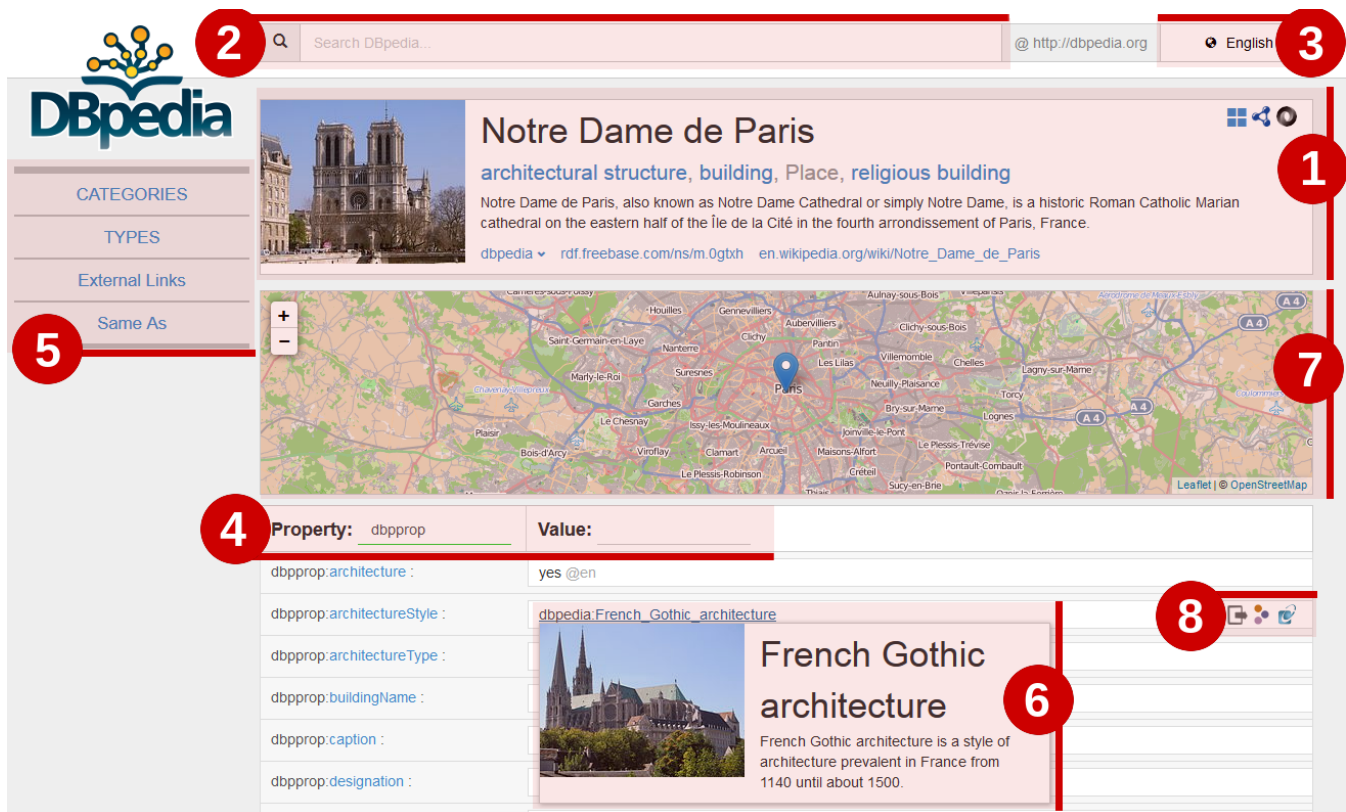 2
Search DBpedia...
@ http://dbpedia.org
English
3
DBpedia
CATEGORIES
TYPES
External Links
Same As
5
Notre Dame de Paris
architectural structure, building, Place, religious building
Notre Dame de Paris, also known as Notre Dame Cathedral or simply Notre Dame, is a historic Roman Catholic Marian
cathedral on the eastern half of the Île de la Cité in the fourth arrondissement of Paris, France.
dbpedia rdf.freebase.com/ns/m.0gtxh en.wikipedia.org/wiki/Notre_Dame_de_Paris
1
+
−
Houilles
Gennevilliers
Aulnay-sous-Bois
A 4
Aubervilliers
Clichy-sous-Bois
A 4
Saint-Germain-en-Laye
Nanterre
Clichy
Pantin
Les Lilas
Villemomble
Chelles
Lagny-sur-Marne
Marly-le-Roi
Suresnes
Paris
Neuilly-Plaisance
Torcy
Garches
Bry-sur-Marne
Lognes
A 4
A 4
Le Chesnay
Issy-les-Moulineaux
Joinville-le-Pont
Plaisir
Bois-d'Arcy
Viroflay
Clamart
Arcueil
Maisons-Alfort
Le Plessis-Trévise
Le Plessis-Robinson
Créteil
Pontault-Combault
Sucy-en-Brie
Leaflet | © OpenStreetMap
7
4
Property: dbpprop
Value:
dbpprop:architecture :
yes @en
dbpprop:architectureStyle :
dbpedia:French_Gothic_architecture
8
dbpprop:architectureType :
dbpprop:buildingName :
dbpprop:caption :
dbpprop:designation :
French Gothic
architecture
French Gothic architecture is a style of
architecture prevalent in France from
1140 until about 1500.
6